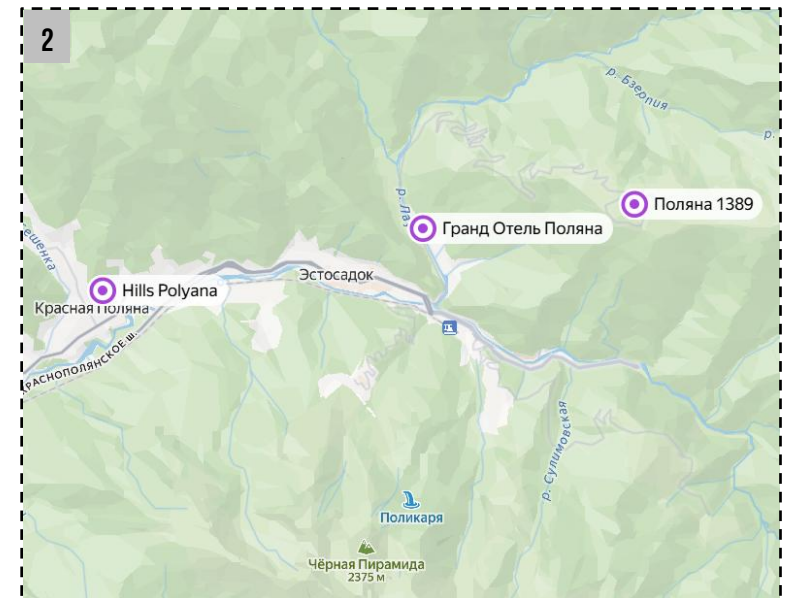 2
р. Бзерпия
р.
Поляна 1389
р. Ла
Гранд Отель Поляна
ешенка
Эстосадок
Hills Polyana
Красная Поляна
РАСНОПОЛЯНСКОЕ ш.
р. Сулимовская
Поликаря
Чёрная Пирамида
2375 м